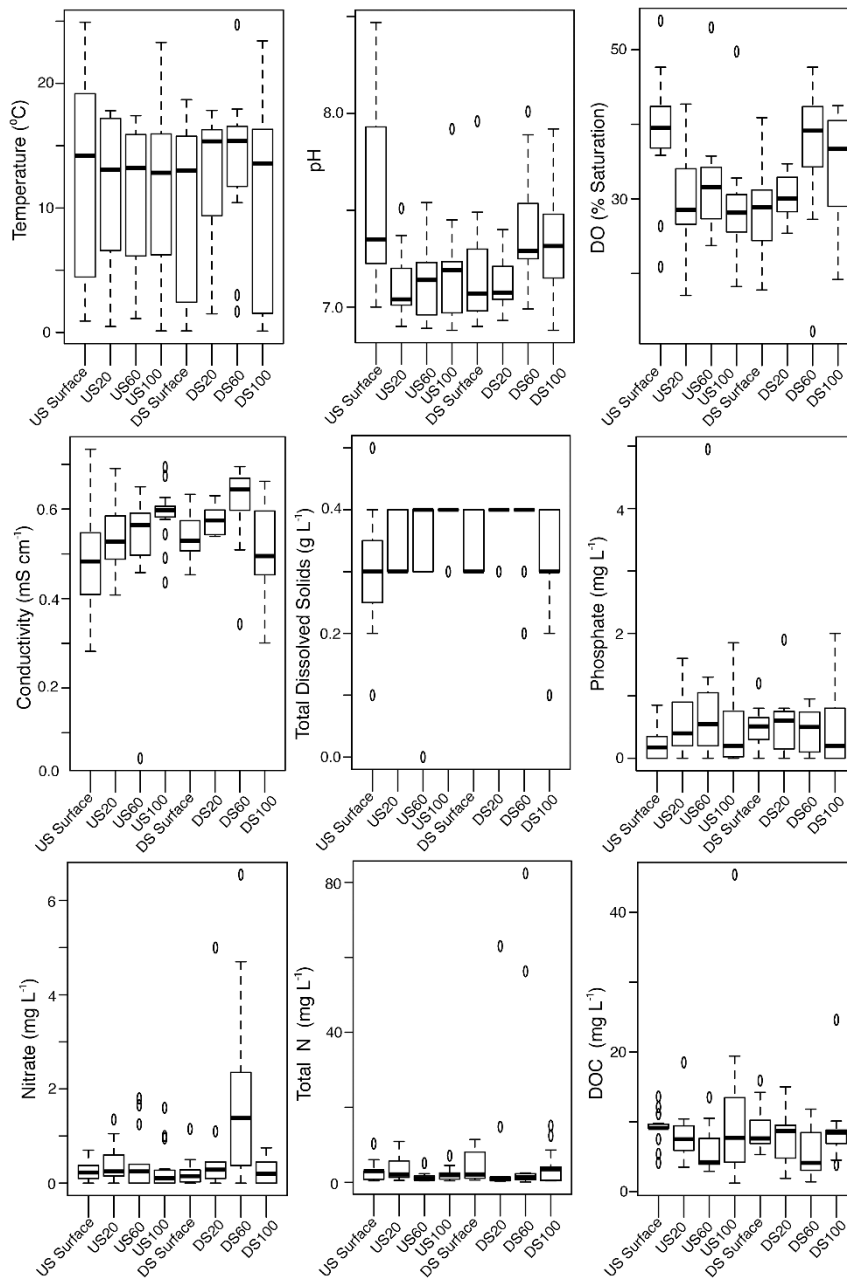 Temperature (⁰C)
20
10
0
US Surface
US20
US60
US100
DS Surface
DS20
DS60
DS100
pH
8.0
7.0
US Surface
US20
US60
US100
DS Surface
DS20
DS60
DS100
DO (% Saturation)
50
30
US Surface
US20
US60
US100
DS Surface
DS20
DS60
DS100
Conductivity (mS cm⁻¹)
0.6
0.4
0.2
0.0
US Surface
US20
US60
US100
DS Surface
DS20
DS60
DS100
Total Dissolved Solids (g L⁻¹)
0.4
0.2
0.0
US Surface
US20
US60
US100
DS Surface
DS20
DS60
DS100
Phosphate (mg L⁻¹)
4
2
0
US Surface
US20
US60
US100
DS Surface
DS20
DS60
DS100
Nitrate (mg L⁻¹)
6
4
2
0
US Surface
US20
US60
US100
DS Surface
DS20
DS60
DS100
Total N (mg L⁻¹)
80
40
0
US Surface
US20
US60
US100
DS Surface
DS20
DS60
DS100
DOC (mg L⁻¹)
40
20
0
US Surface
US20
US60
US100
DS Surface
DS20
DS60
DS100